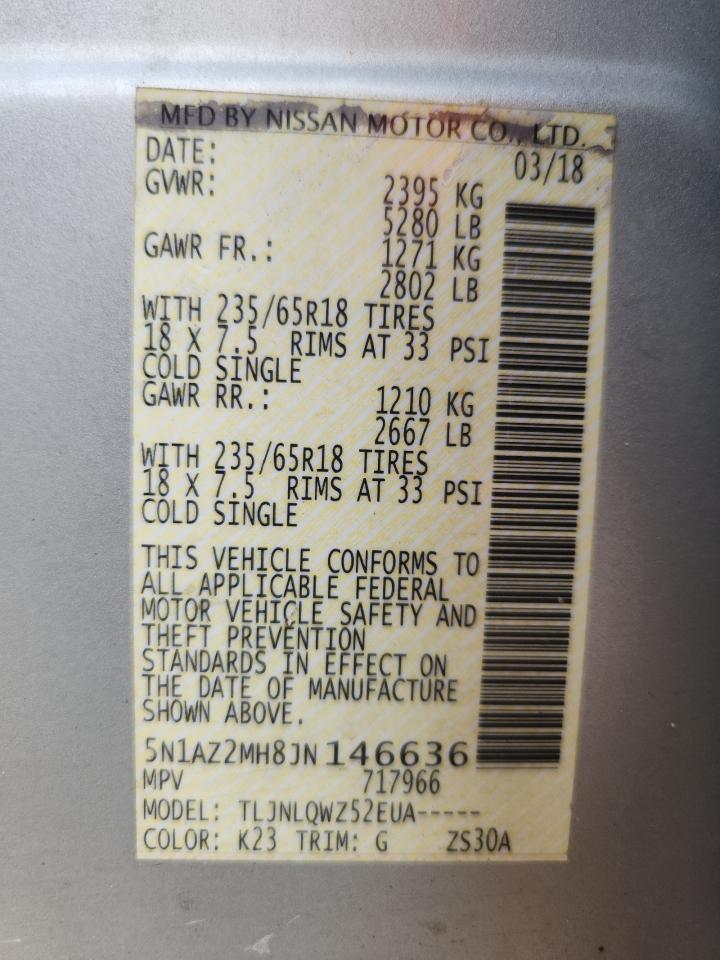 MFD BY NISSAN MOTOR CO., LTD.
DATE: 03/18
GVWR: 2395 KG
5280 LB
GAWR FR.: 1271 KG
2802 LB
WITH 235/65R18 TIRES
18 X 7.5 RIMS AT 33 PSI
COLD SINGLE
GAWR RR.: 1210 KG
2667 LB
WITH 235/65R18 TIRES
18 X 7.5 RIMS AT 33 PSI
COLD SINGLE
THIS VEHICLE CONFORMS TO
ALL APPLICABLE FEDERAL
MOTOR VEHICLE SAFETY AND
THEFT PREVENTION
STANDARDS IN EFFECT ON
THE DATE OF MANUFACTURE
SHOWN ABOVE.
5N1AZ2MH8JN146636
MPV 717966
MODEL: TLJNLQWZ52EUA-----
COLOR: K23 TRIM: G ZS30A